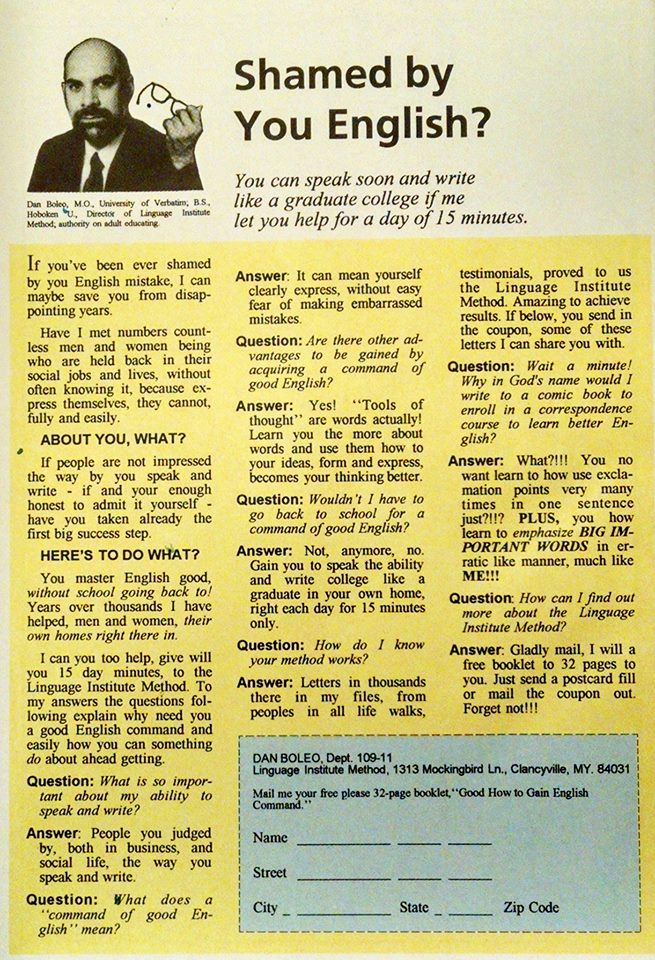 Shamed by
You English?
You can speak soon and write
like a graduate college if me
let you help for a day of 15 minutes.
Dan Boleo, M.O., University of Verbatim; B.S.,
Hoboken U., Director of Linguage Institute
Method; authority on adult educating.
If you've been ever shamed
by you English mistake, I can
maybe save you from disap-
pointing years.
Have I met numbers count-
less men and women being
who are held back in their
social jobs and lives, without
often knowing it, because ex-
press themselves, they cannot,
fully and easily.
ABOUT YOU, WHAT?
If people are not impressed
the way by you speak and
write - if and your enough
honest to admit it yourself -
have you taken already the
first big success step.
HERE'S TO DO WHAT?
You master English good,
without school going back to!
Years over thousands I have
helped, men and women, their
own homes right there in.
I can you too help, give will
you 15 day minutes, to the
Linguage Institute Method. To
my answers the questions fol-
lowing explain why need you
a good English command and
easily how you can something
do about ahead getting.
Question: What is so impor-
tant about my ability to
speak and write?
Answer: People you judged
by, both in business, and
social life, the way you
speak and write.
Question: What does a
"command of good En-
glish" mean?
Answer: It can mean yourself
clearly express, without easy
fear of making embarrassed
mistakes.
Question: Are there other ad-
vantages to be gained by
acquiring a command of
good English?
Answer: Yes! "Tools of
thought" are words actually!
Learn you the more about
words and use them how to
your ideas, form and express,
becomes your thinking better.
Question: Wouldn't I have to
go back to school for a
command of good English?
Answer: Not, anymore, no.
Gain you to speak the ability
and write college like a
graduate in your own home,
right each day for 15 minutes
only.
Question: How do I know
your method works?
Answer: Letters in thousands
there in my files, from
peoples in all life walks,
testimonials, proved to us
the Linguage Institute
Method. Amazing to achieve
results. If below, you send in
the coupon, some of these
letters I can share you with.
Question: Wait a minute!
Why in God's name would I
write to a comic book to
enroll in a correspondence
course to learn better En-
glish?
Answer: What?!!! You no
want learn to how use excla-
mation points very many
times in one sentence
just?!!? PLUS, you how
learn to emphasize BIG IM-
PORTANT WORDS in er-
ratic like manner, much like
ME!!!
Question: How can I find out
more about the Linguage
Institute Method?
Answer: Gladly mail, I will a
free booklet to 32 pages to
you. Just send a postcard fill
or mail the coupon out.
Forget not!!!
DAN BOLEO, Dept. 109-11
Linguage Institute Method, 1313 Mockingbird Ln., Clancyville, MY. 84031
Mail me your free please 32-page booklet, "Good How to Gain English
Command."
Name
Street
City State Zip Code